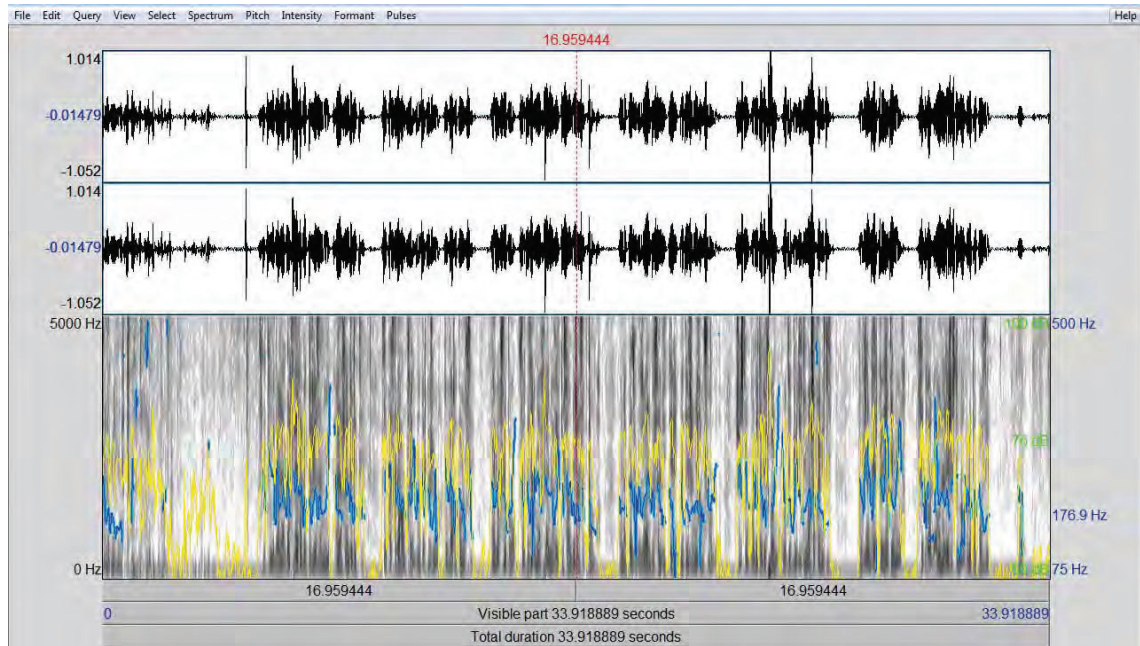 File Edit Query View Select Spectrum Pitch Intensity Formant Pulses Help
16.959444
1.014
-0.01479
-1.052
1.014
-0.01479
-1.052
5000 Hz 100 dB 500 Hz
70 dB
176.9 Hz
0 Hz 75 Hz
16.959444 16.959444
0 Visible part 33.918889 seconds 33.918889
Total duration 33.918889 seconds